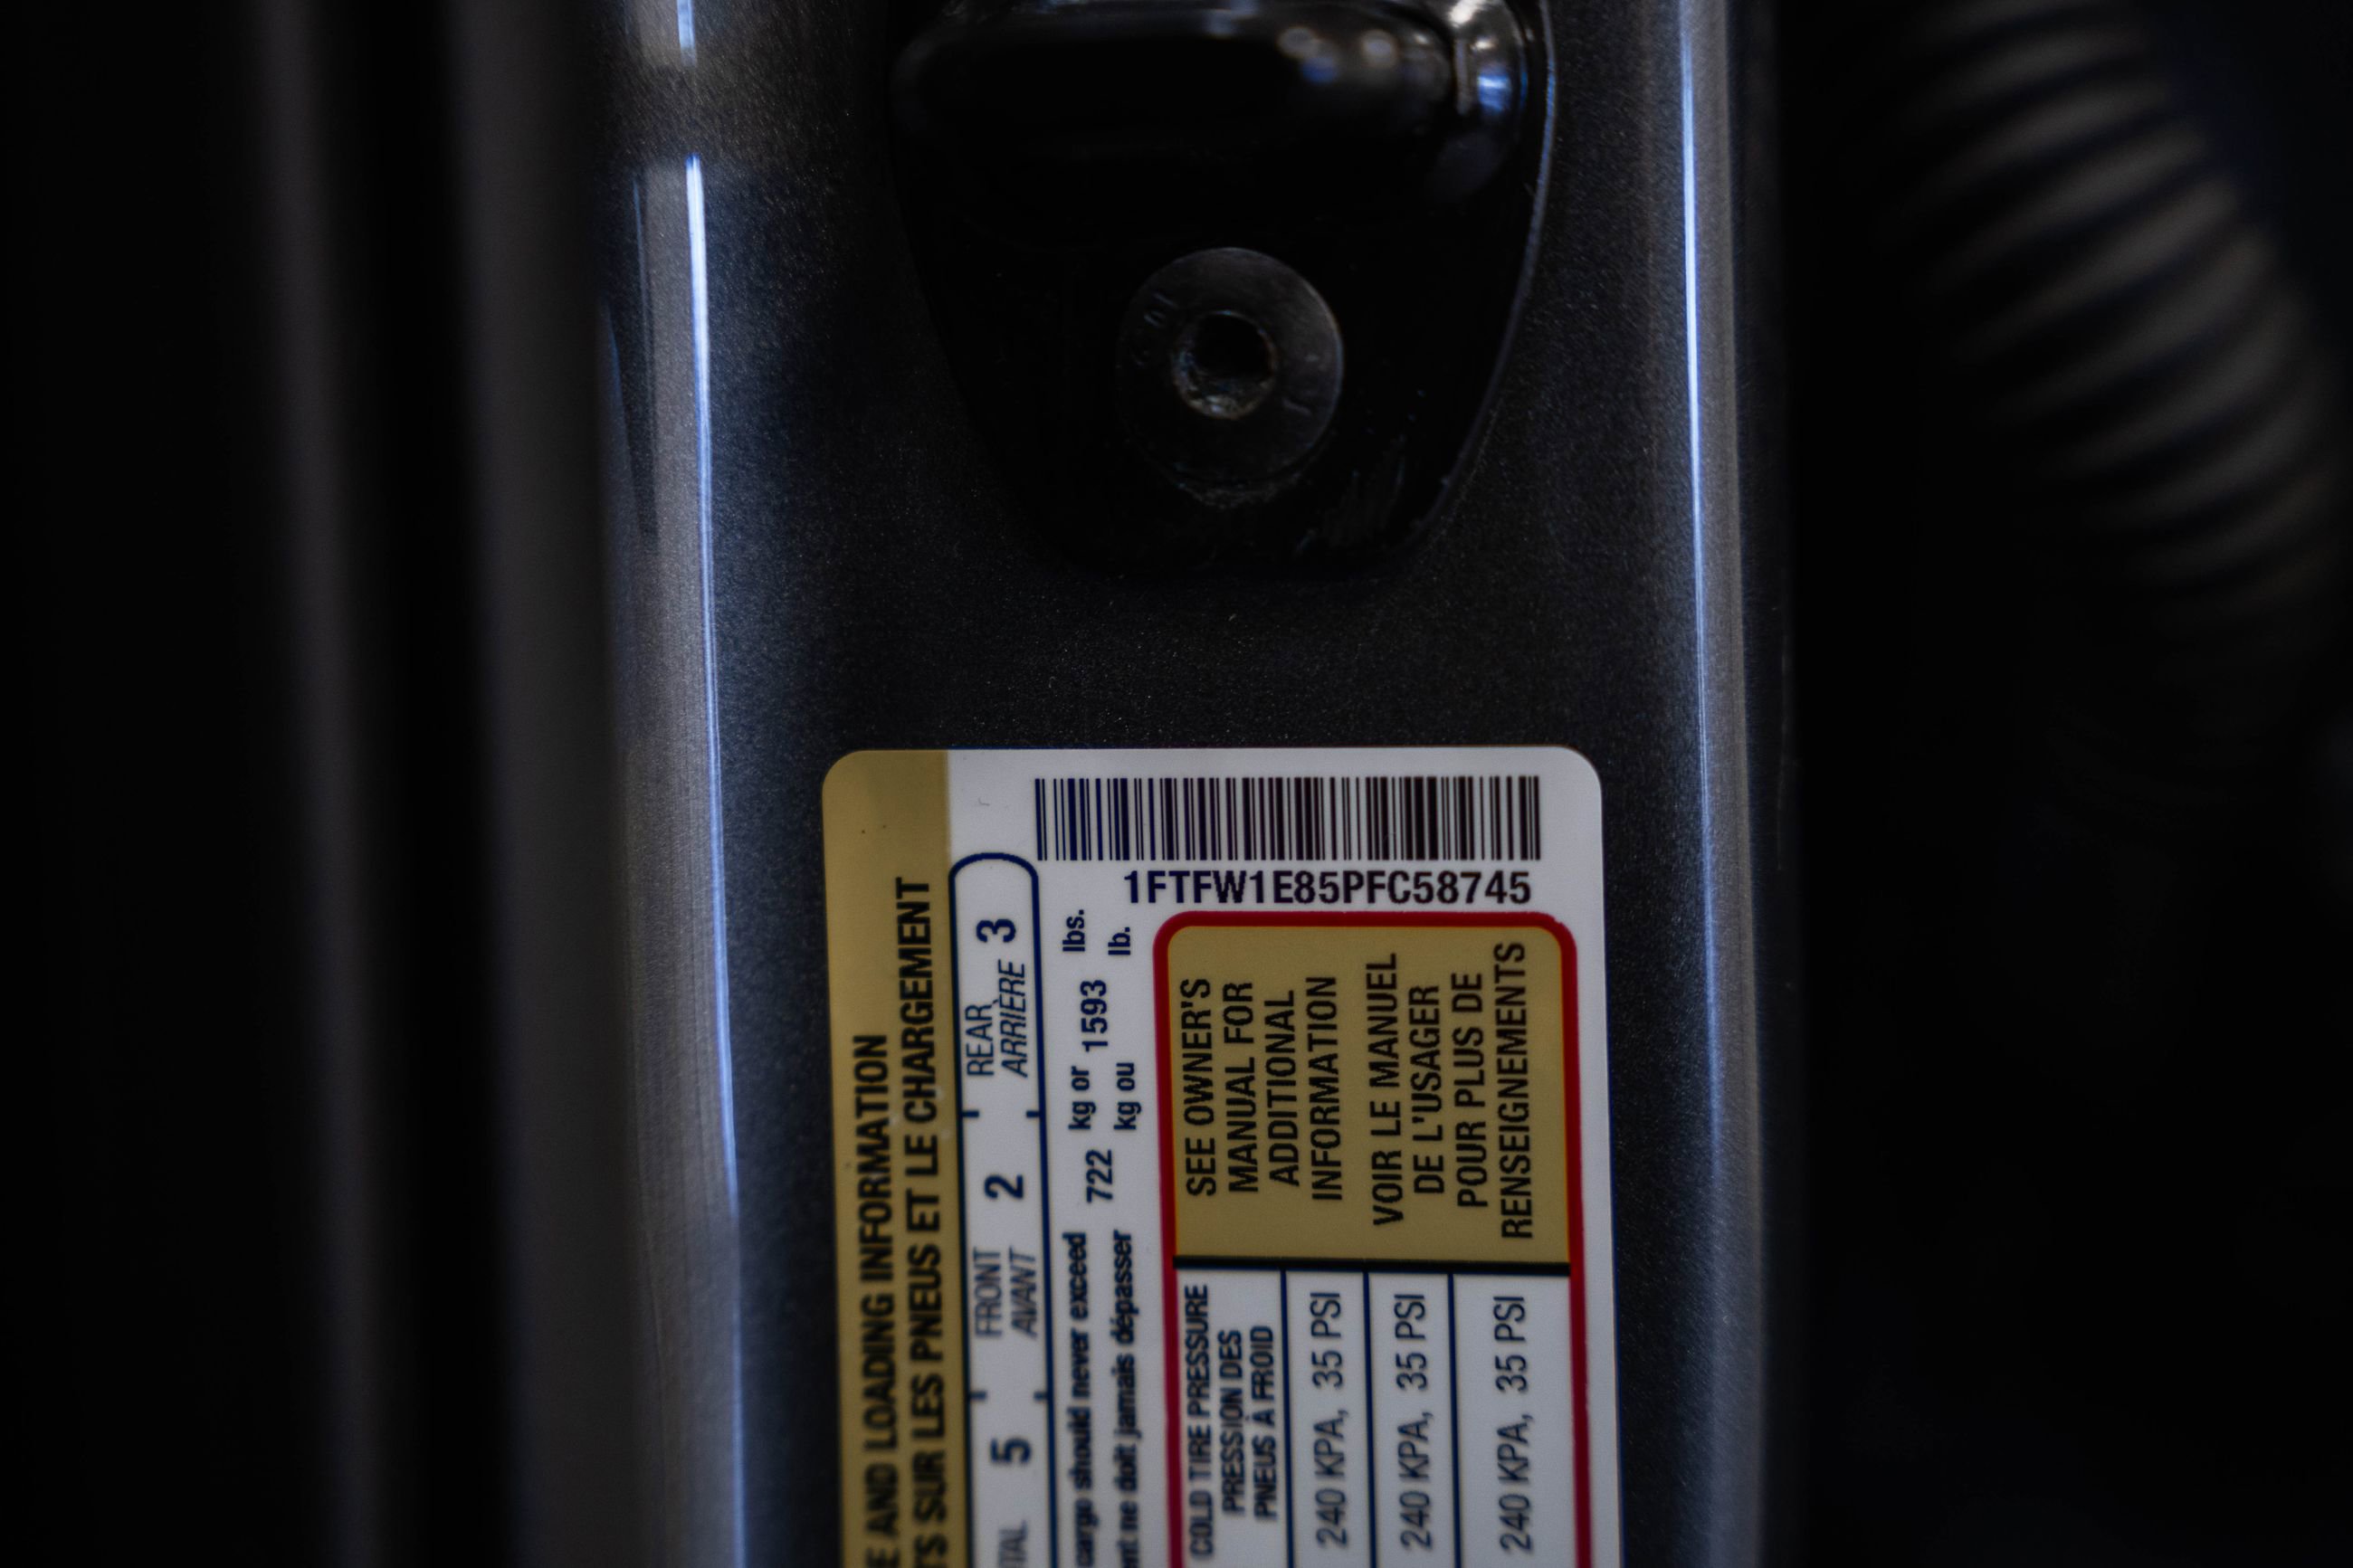 1FTFW1E85PFC58745
AND LOADING INFORMATION
SUR LES PNEUS ET LE CHARGEMENT
5 FRONT 2 REAR 3
AVANT ARRIÈRE
cargo should never exceed 722 kg or 1593 lbs.
ne doit jamais dépasser kg ou lb.
COLD TIRE PRESSURE
PRESSION DES
PNEUS À FROID
240 KPA, 35 PSI
240 KPA, 35 PSI
240 KPA, 35 PSI
SEE OWNER'S
MANUAL FOR
ADDITIONAL
INFORMATION
VOIR LE MANUEL
DE L'USAGER
POUR PLUS DE
RENSEIGNEMENTS